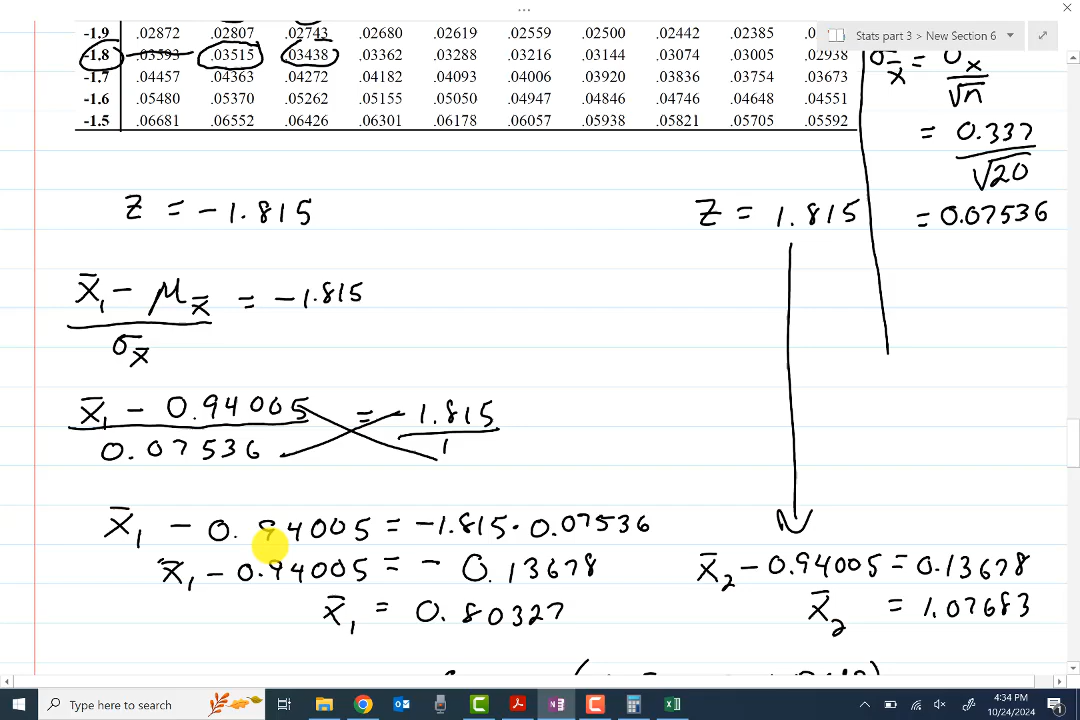 ...
-1.9 .02872 .02807 .02743 .02680 .02619 .02559 .02500 .02442 .02385
Stats part 3 > New Section 6
-1.8 .03593 .03515 .03438 .03362 .03288 .03216 .03144 .03074 .03005 .02938
-1.7 .04457 .04363 .04272 .04182 .04093 .04006 .03920 .03836 .03754 .03673
-1.6 .05480 .05370 .05262 .05155 .05050 .04947 .04846 .04746 .04648 .04551
-1.5 .06681 .06552 .06426 .06301 .06178 .06057 .05938 .05821 .05705 .05592
σx̄ = σx/√n
= 0.337/√20
= 0.07536
Z = -1.815
Z = 1.815
x̄₁ - μx̄ = -1.815
σx̄
x̄₁ - 0.94005 = -1.815
0.07536 1
x̄₁ - 0.94005 = -1.815 · 0.07536
x̄₁ - 0.94005 = - 0.13678
x̄₁ = 0.80327
x̄₂ - 0.94005 = 0.13678
x̄₂ = 1.07683
Type here to search
4:34 PM
10/24/2024